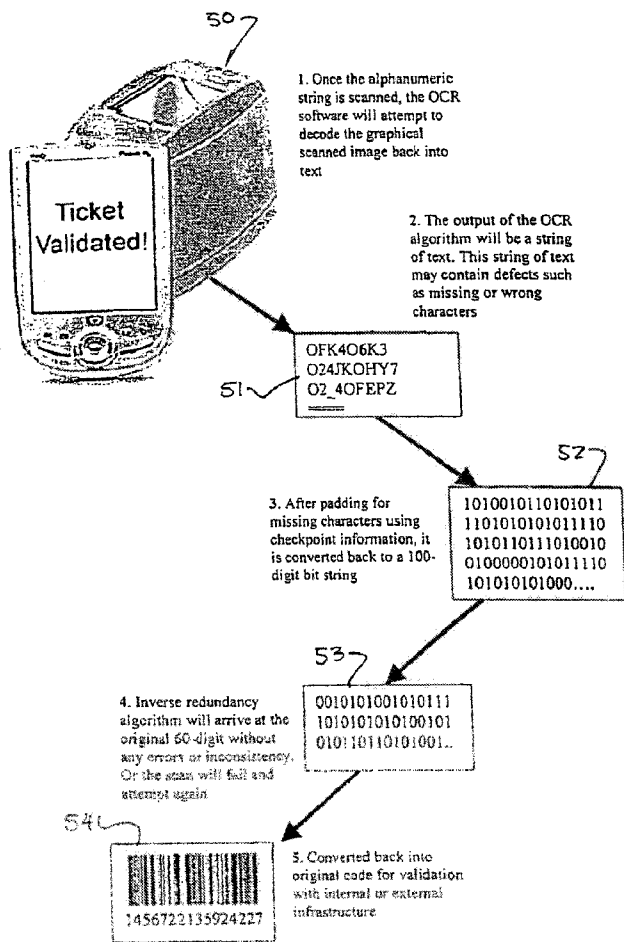 50
1. Once the alphanumeric
string is scanned, the OCR
software will attempt to
decode the graphical
scanned image back into
text
Ticket
Validated!
2. The output of the OCR
algorithm will be a string
of text. This string of text
may contain defects such
as missing or wrong
characters
OFK4O6K3
O24JKOHY7
O2_4OFEPZ
51
52
3. After padding for
missing characters using
checkpoint information, it
is converted back to a 100-
digit bit string
1010010110101011
1101010101011110
1010110111010010
0100000101011110
101010101000....
53
0010101001010111
1010101010100101
010110110101001..
4. Inverse redundancy
algorithm will arrive at the
original 60-digit without
any errors or inconsistency.
Or the scan will fail and
attempt again
54
1456722135924227
5. Converted back into
original code for validation
with internal or external
infrastructure